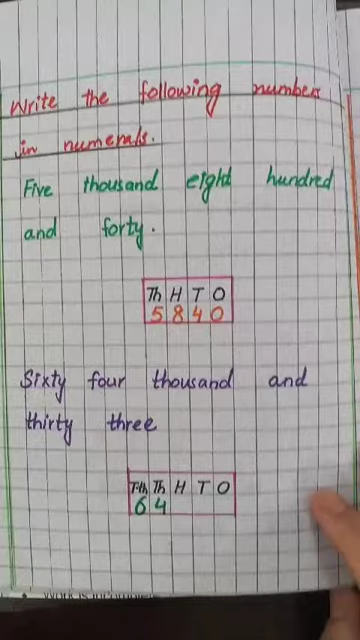 Write the following numbers
in numerals.
Five thousand eight hundred
and forty.
Th H T O
5 8 4 0
Sixty four thousand and
thirty three
T-th Th H T O
6 4